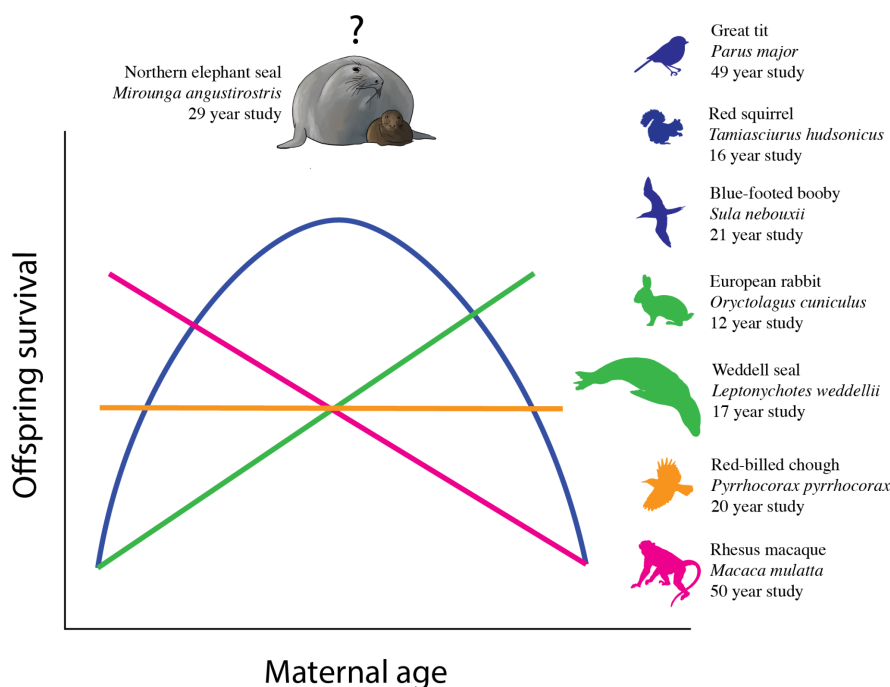 ?
Northern elephant seal
Mirounga angustirostris
29 year study
Great tit
Parus major
49 year study
Red squirrel
Tamiasciurus hudsonicus
16 year study
Blue-footed booby
Sula nebouxii
21 year study
European rabbit
Oryctolagus cuniculus
12 year study
Weddell seal
Leptonychotes weddellii
17 year study
Red-billed chough
Pyrrhocorax pyrrhocorax
20 year study
Rhesus macaque
Macaca mulatta
50 year study
Offspring survival
Maternal age